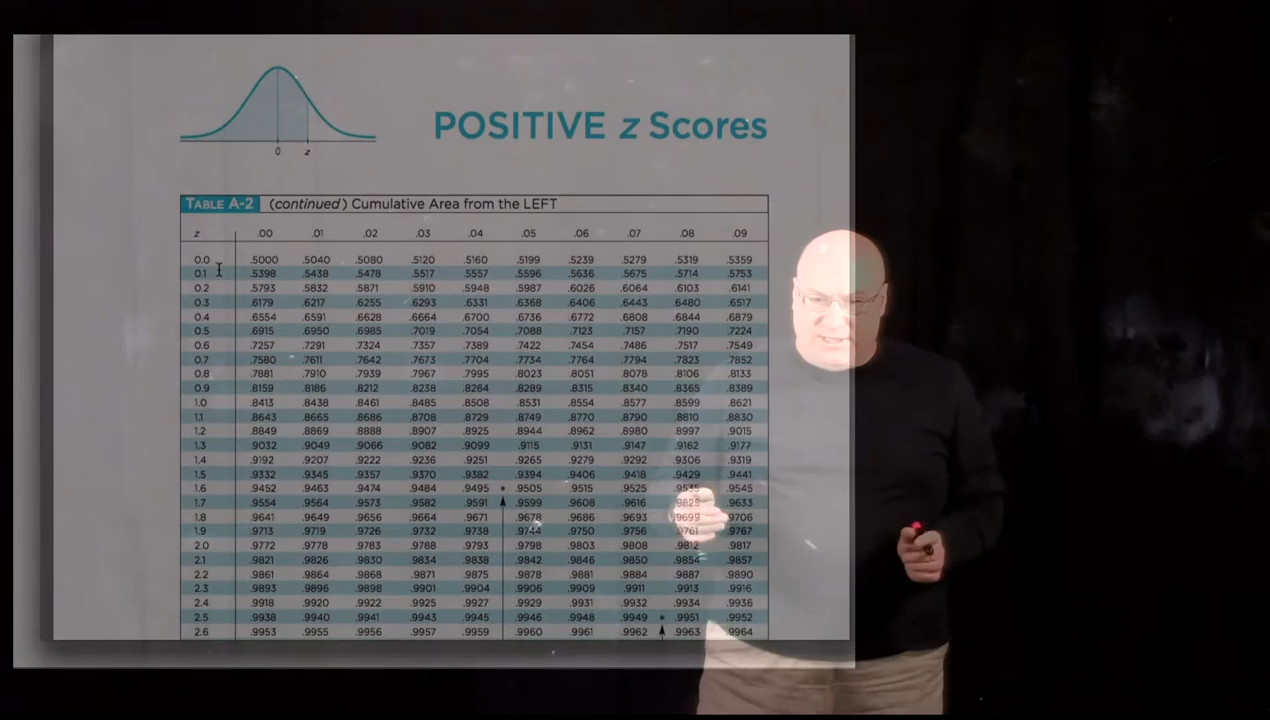 POSITIVE z Scores
0 z
TABLE A-2 (continued) Cumulative Area from the LEFT
z .00 .01 .02 .03 .04 .05 .06 .07 .08 .09
0.0 .5000 .5040 .5080 .5120 .5160 .5199 .5239 .5279 .5319 .5359
0.1 .5398 .5438 .5478 .5517 .5557 .5596 .5636 .5675 .5714 .5753
0.2 .5793 .5832 .5871 .5910 .5948 .5987 .6026 .6064 .6103 .6141
0.3 .6179 .6217 .6255 .6293 .6331 .6368 .6406 .6443 .6480 .6517
0.4 .6554 .6591 .6628 .6664 .6700 .6736 .6772 .6808 .6844 .6879
0.5 .6915 .6950 .6985 .7019 .7054 .7088 .7123 .7157 .7190 .7224
0.6 .7257 .7291 .7324 .7357 .7389 .7422 .7454 .7486 .7517 .7549
0.7 .7580 .7611 .7642 .7673 .7704 .7734 .7764 .7794 .7823 .7852
0.8 .7881 .7910 .7939 .7967 .7995 .8023 .8051 .8078 .8106 .8133
0.9 .8159 .8186 .8212 .8238 .8264 .8289 .8315 .8340 .8365 .8389
1.0 .8413 .8438 .8461 .8485 .8508 .8531 .8554 .8577 .8599 .8621
1.1 .8643 .8665 .8686 .8708 .8729 .8749 .8770 .8790 .8810 .8830
1.2 .8849 .8869 .8888 .8907 .8925 .8944 .8962 .8980 .8997 .9015
1.3 .9032 .9049 .9066 .9082 .9099 .9115 .9131 .9147 .9162 .9177
1.4 .9192 .9207 .9222 .9236 .9251 .9265 .9279 .9292 .9306 .9319
1.5 .9332 .9345 .9357 .9370 .9382 .9394 .9406 .9418 .9429 .9441
1.6 .9452 .9463 .9474 .9484 .9495 * .9505 .9515 .9525 .9535 .9545
1.7 .9554 .9564 .9573 .9582 .9591 .9599 .9608 .9616 .9633
1.8 .9641 .9649 .9656 .9664 .9671 .9678 .9686 .9693 .9699 .9706
1.9 .9713 .9719 .9726 .9732 .9738 .9744 .9750 .9756 .9761 .9767
2.0 .9772 .9778 .9783 .9788 .9793 .9798 .9803 .9808 .9812 .9817
2.1 .9821 .9826 .9830 .9834 .9838 .9842 .9846 .9850 .9854 .9857
2.2 .9861 .9864 .9868 .9871 .9875 .9878 .9881 .9884 .9887 .9890
2.3 .9893 .9896 .9898 .9901 .9904 .9906 .9909 .9911 .9913 .9916
2.4 .9918 .9920 .9922 .9925 .9927 .9929 .9931 .9932 .9934 .9936
2.5 .9938 .9940 .9941 .9943 .9945 .9946 .9948 .9949 * .9951 .9952
2.6 .9953 .9955 .9956 .9957 .9959 .9960 .9961 .9962 .9963 .9964